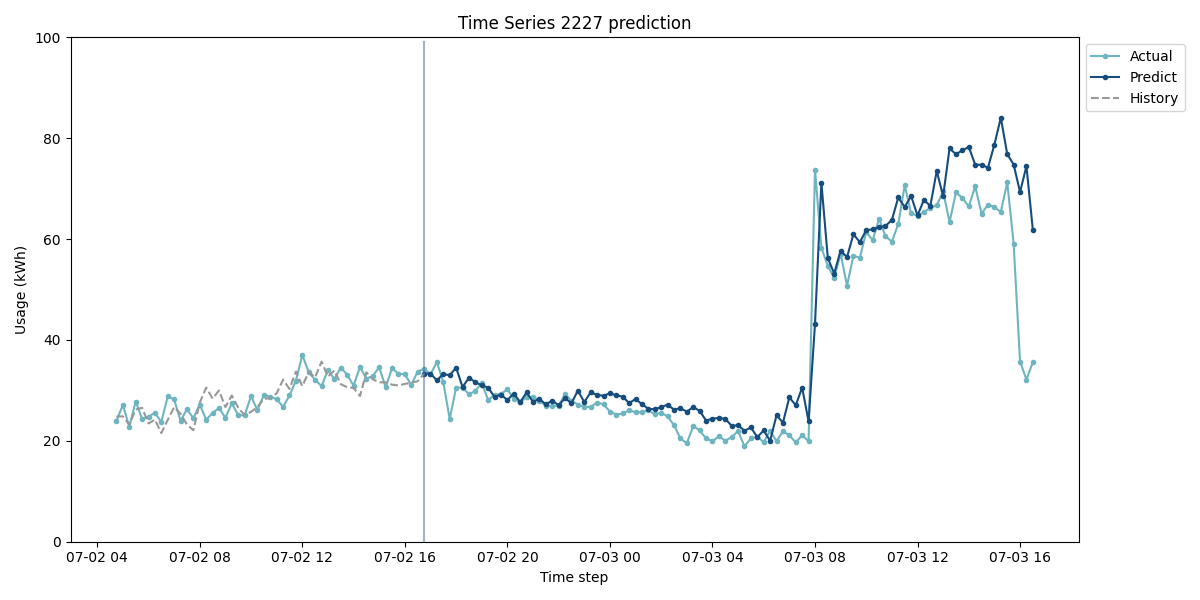 Time Series 2227 prediction
100
80
60
40
20
0
Usage (kWh)
07-02 04
07-02 08
07-02 12
07-02 16
07-02 20
07-03 00
07-03 04
07-03 08
07-03 12
07-03 16
Time step
Actual
Predict
History